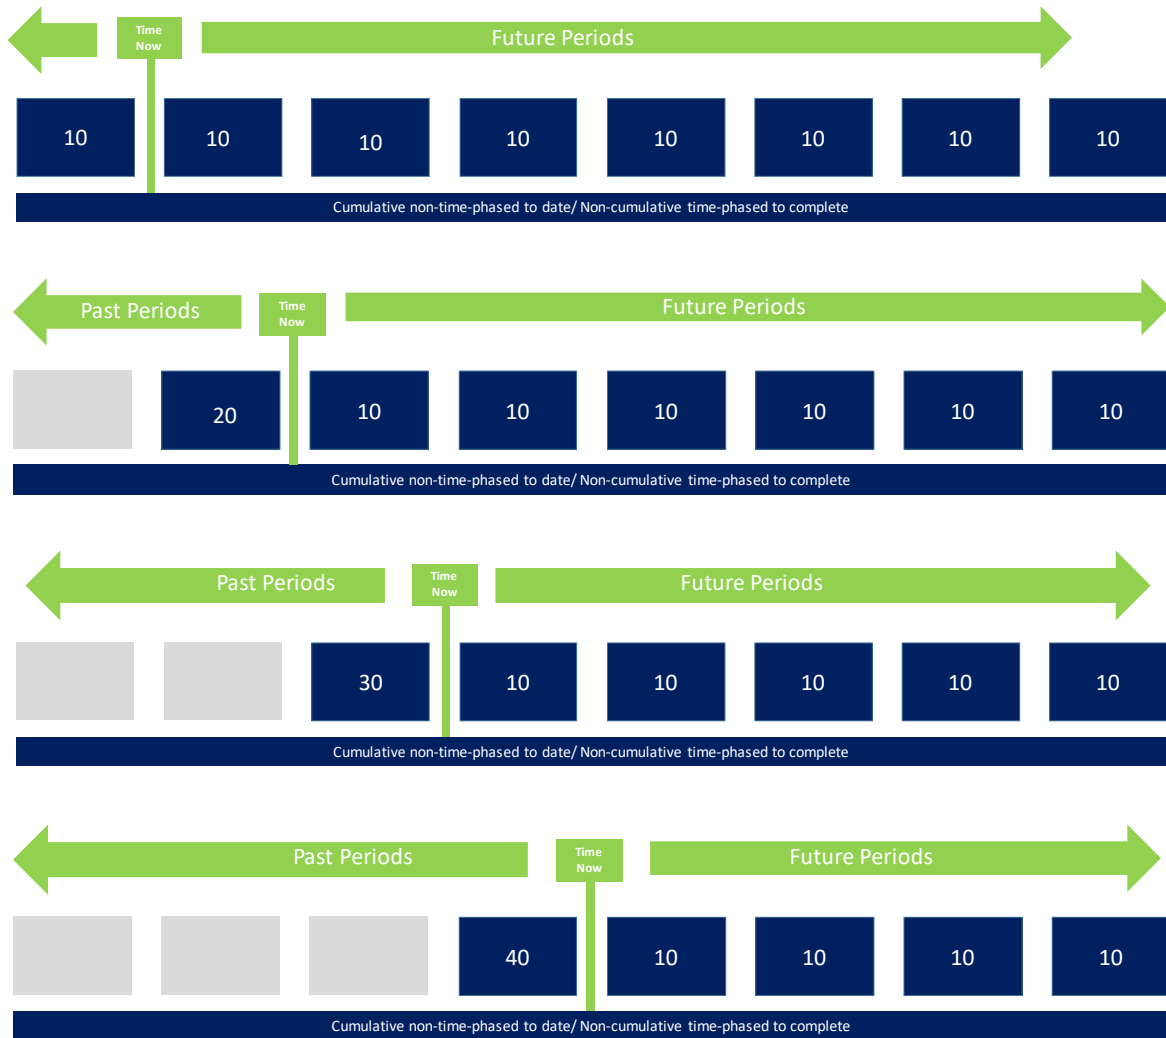 Time
Now
Future Periods
10 10 10 10 10 10 10 10
Cumulative non-time-phased to date/ Non-cumulative time-phased to complete
Past Periods
Time
Now
Future Periods
20 10 10 10 10 10 10
Cumulative non-time-phased to date/ Non-cumulative time-phased to complete
Past Periods
Time
Now
Future Periods
30 10 10 10 10 10
Cumulative non-time-phased to date/ Non-cumulative time-phased to complete
Past Periods
Time
Now
Future Periods
40 10 10 10 10
Cumulative non-time-phased to date/ Non-cumulative time-phased to complete